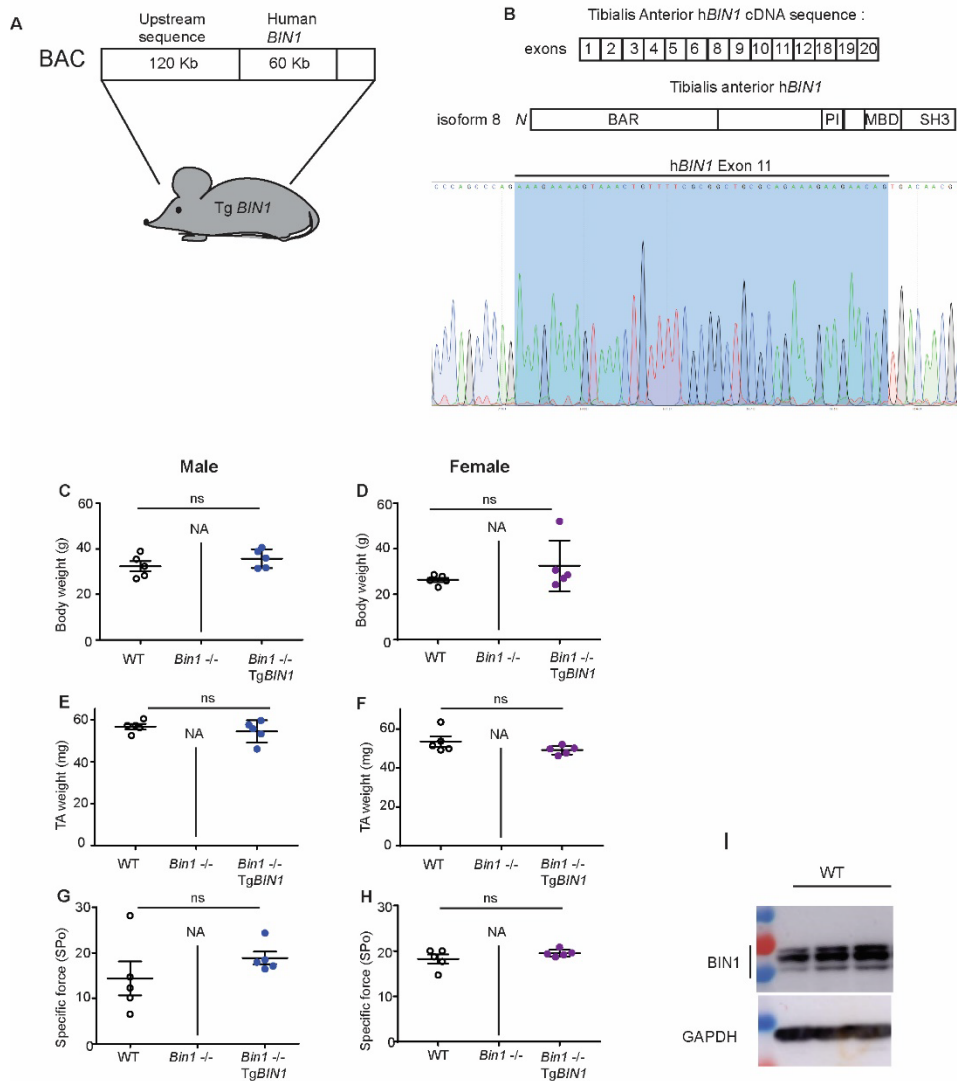 A
Upstream sequence
Human BIN1
BAC
120 Kb
60 Kb
Tg BIN1
B
Tibialis Anterior hBIN1 cDNA sequence :
exons 1 2 3 4 5 6 8 9 10 11 12 18 19 20
Tibialis anterior hBIN1
isoform 8 N BAR PI MBD SH3
hBIN1 Exon 11
Male
Female
C
ns
NA
Body weight (g)
60
40
20
0
WT
Bin1 -/-
Bin1 -/-
TgBIN1
D
ns
NA
Body weight (g)
60
40
20
0
WT
Bin1 -/-
Bin1 -/-
TgBIN1
E
ns
NA
TA weight (mg)
60
40
20
0
WT
Bin1 -/-
Bin1 -/-
TgBIN1
F
ns
NA
TA weight (mg)
60
40
20
0
WT
Bin1 -/-
Bin1 -/-
TgBIN1
G
ns
NA
Specific force (SPo)
30
20
10
0
WT
Bin1 -/-
Bin1 -/-
TgBIN1
H
ns
NA
Specific force (SPo)
30
20
10
0
WT
Bin1 -/-
Bin1 -/-
TgBIN1
I
WT
BIN1
GAPDH